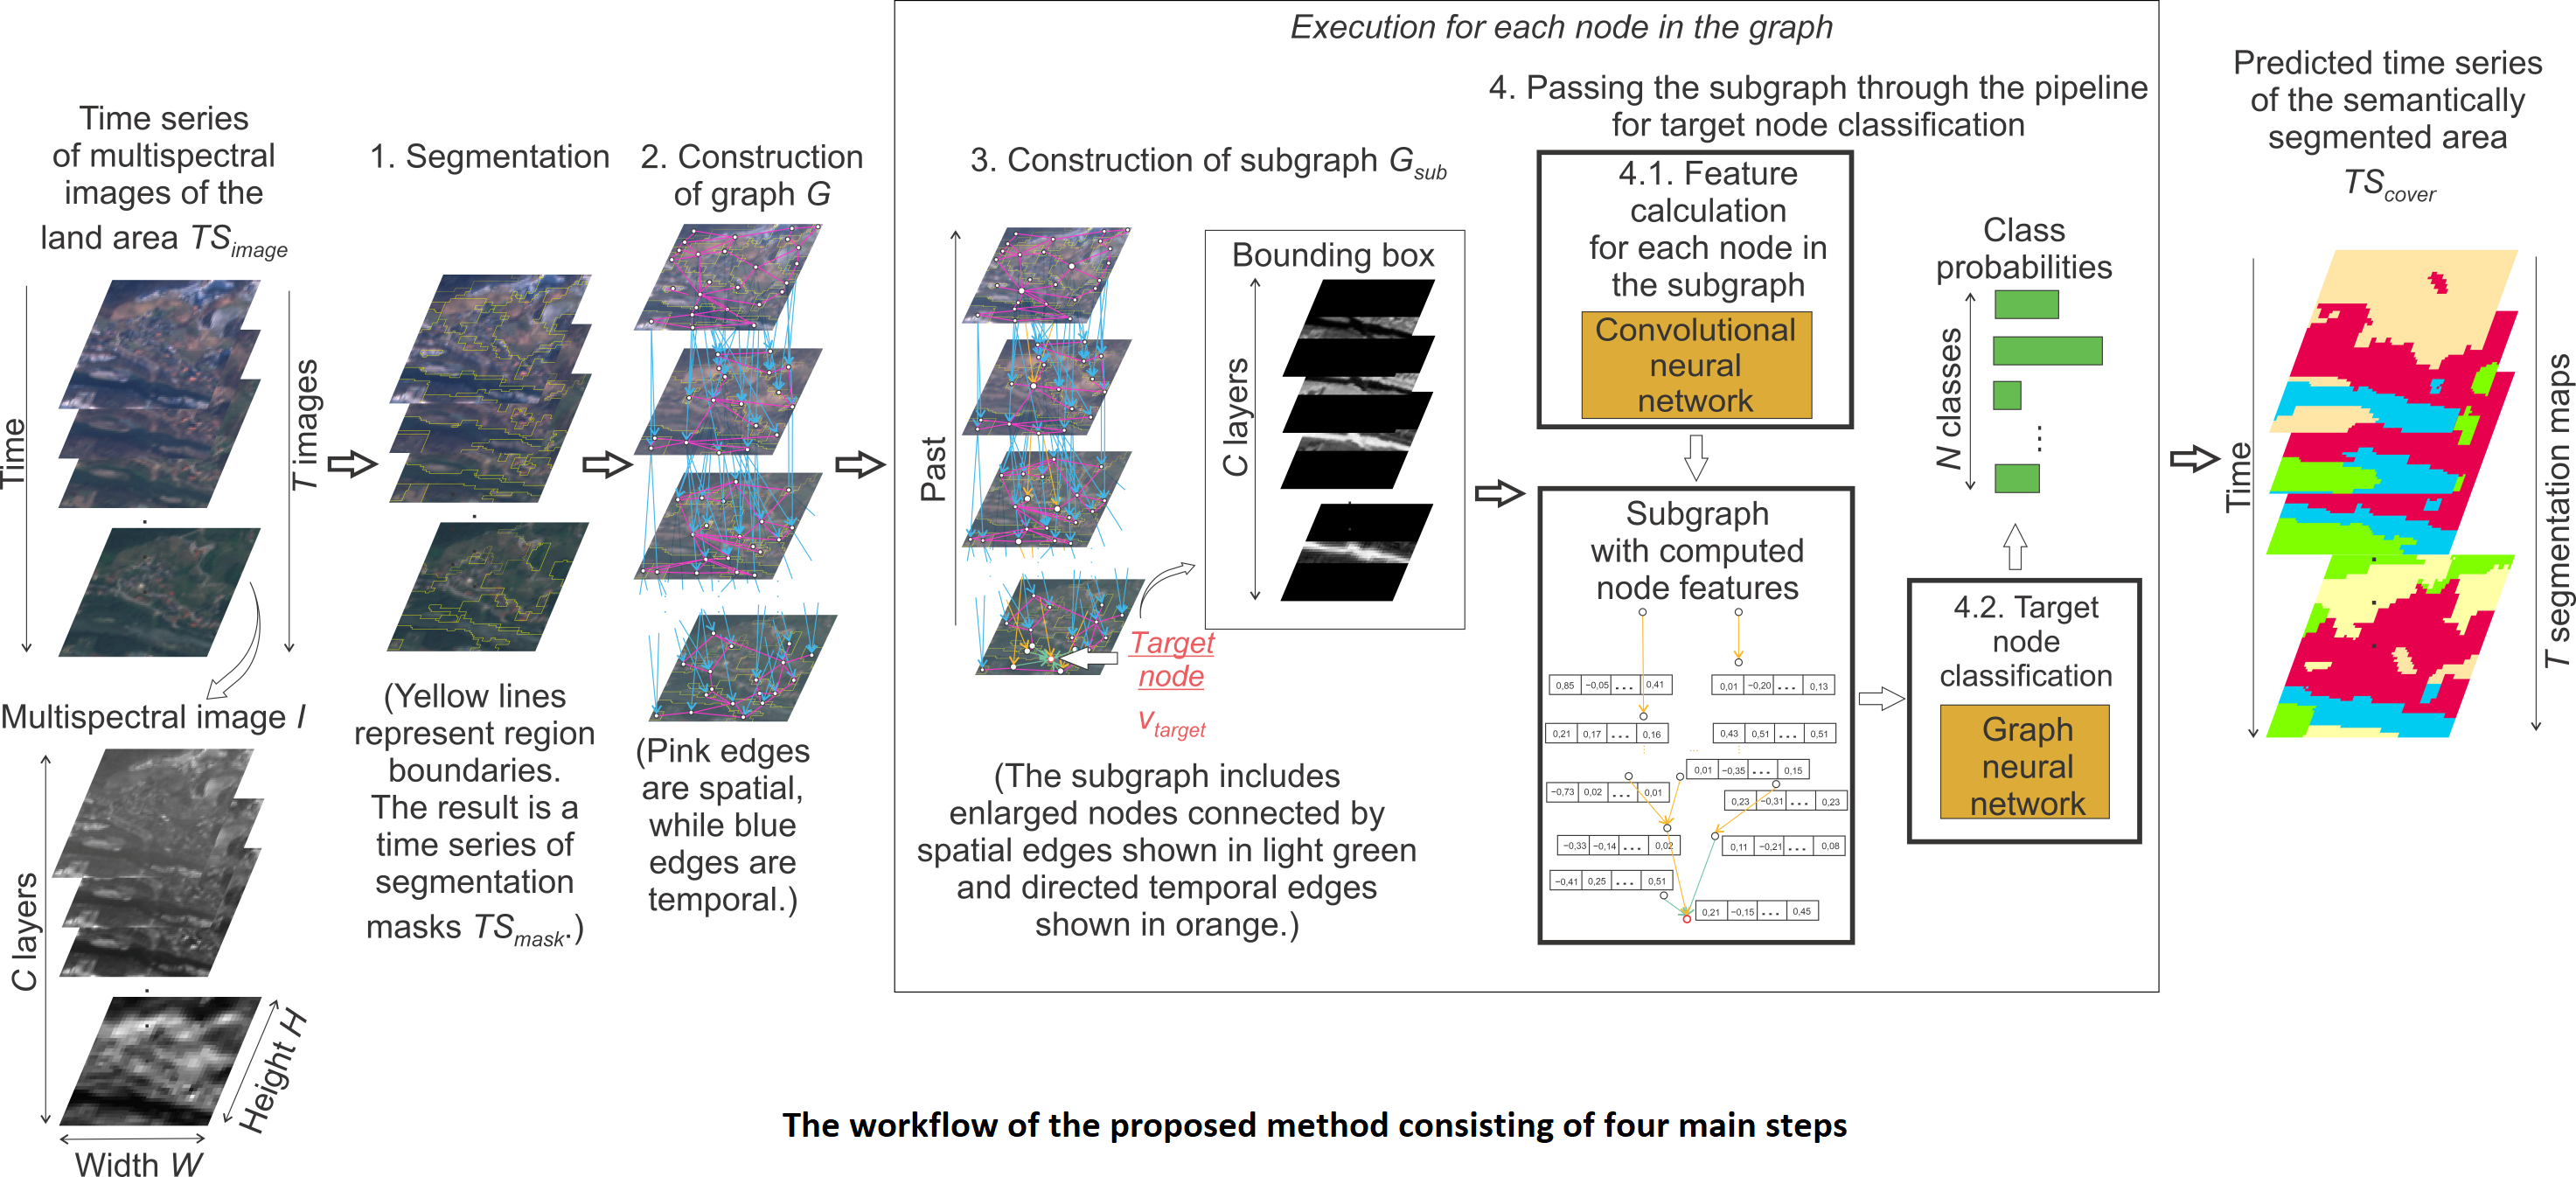 Execution for each node in the graph
Time series
of multispectral
images of the
land area TSimage
Time
T images
Multispectral image I
C layers
Height H
Width W
1. Segmentation
(Yellow lines
represent region
boundaries.
The result is a
time series of
segmentation
masks TSmask.)
2. Construction
of graph G
(Pink edges
are spatial,
while blue
edges are
temporal.)
3. Construction of subgraph Gsub
Past
Bounding box
C layers
Target
node
vtarget
(The subgraph includes
enlarged nodes connected by
spatial edges shown in light green
and directed temporal edges
shown in orange.)
4. Passing the subgraph through the pipeline
for target node classification
4.1. Feature
calculation
for each node in
the subgraph
Convolutional
neural
network
Subgraph
with computed
node features
0,85 −0,05 ... 0,41
0,01 −0,20 ... 0,13
0,21 0,17 ... 0,16
0,43 0,51 ... 0,51
0,01 −0,35 ... 0,15
−0,73 0,02 ... 0,01
0,23 −0,31 ... 0,23
−0,33 −0,14 ... 0,02
0,11 −0,21 ... 0,08
−0,41 0,25 ... 0,51
0,21 −0,15 ... 0,45
4.2. Target
node
classification
Graph
neural
network
Class
probabilities
N classes
Predicted time series
of the semantically
segmented area
TScover
Time
T segmentation maps
The workflow of the proposed method consisting of four main steps